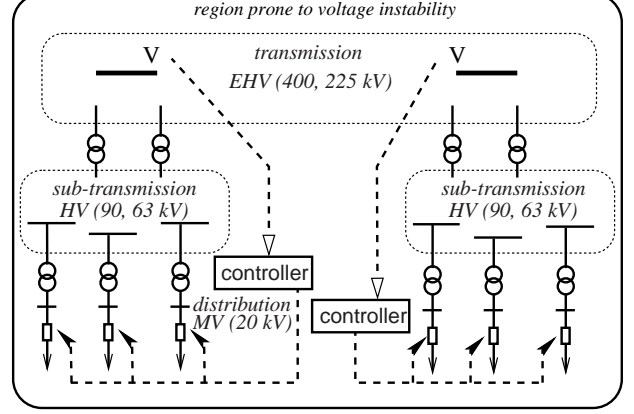 region prone to voltage instability
transmission
EHV (400, 225 kV)
V
V
sub-transmission
HV (90, 63 kV)
sub-transmission
HV (90, 63 kV)
controller
distribution
MV (20 kV)
controller